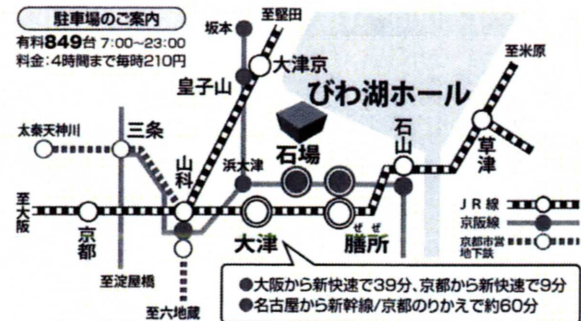 駐車場のご案内
有料849台 7:00~23:00
料金:4時間まで毎時210円
至堅田
坂本
大津京
皇子山
至米原
びわ湖ホール
太秦天神川
三条
山科
浜大津
石場
石山
草津
至大阪
京都
大津
ぜぜ
膳所
JR線
京阪線
京都市営
地下鉄
至淀屋橋
至六地蔵
●大阪から新快速で39分、京都から新快速で9分
●名古屋から新幹線/京都のりかえで約60分